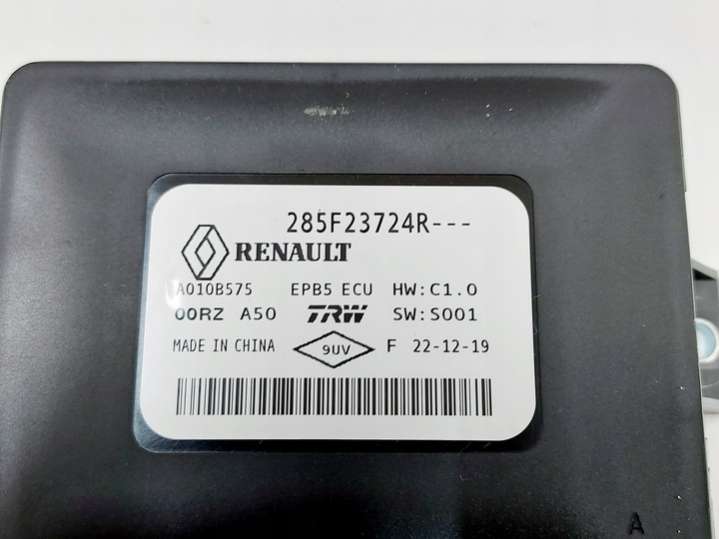 285F23724R---
RENAULT
A010B575 EPB5 ECU HW:C1.0
00RZ A50 TRW SW:S001
MADE IN CHINA 9UV F 22-12-19
A